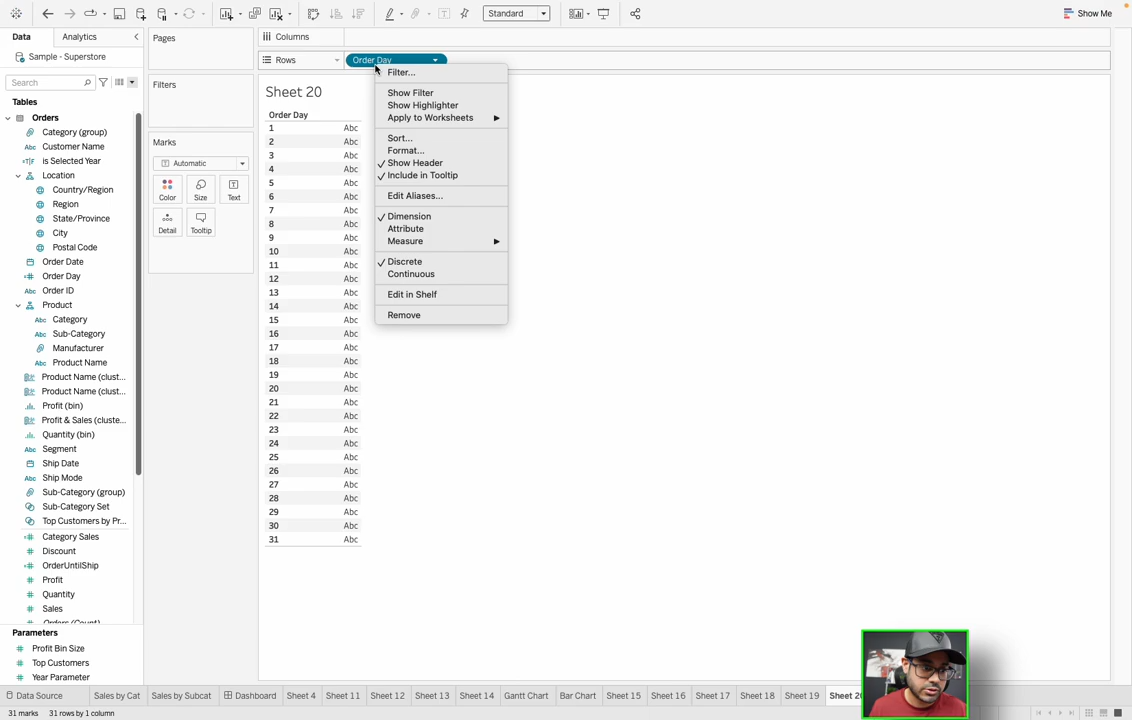 Standard
Show Me
Data
Analytics
Pages
Columns
Rows
Order Day
Sample - Superstore
Search
Filters
Tables
Orders
Category (group)
Customer Name
is Selected Year
Location
Country/Region
Region
State/Province
City
Postal Code
Order Date
Order Day
Order ID
Product
Category
Sub-Category
Manufacturer
Product Name
Product Name (clust...
Product Name (clust...
Profit (bin)
Profit & Sales (cluste...
Quantity (bin)
Segment
Ship Date
Ship Mode
Sub-Category (group)
Sub-Category Set
Top Customers by Pr...
Category Sales
Discount
OrderUntilShip
Profit
Quantity
Sales
Orders (Count)
Parameters
Profit Bin Size
Top Customers
Year Parameter
Marks
Automatic
Color
Size
Text
Detail
Tooltip
Sheet 20
Order Day
1 Abc
2 Abc
3 Abc
4 Abc
5 Abc
6 Abc
7 Abc
8 Abc
9 Abc
10 Abc
11 Abc
12 Abc
13 Abc
14 Abc
15 Abc
16 Abc
17 Abc
18 Abc
19 Abc
20 Abc
21 Abc
22 Abc
23 Abc
24 Abc
25 Abc
26 Abc
27 Abc
28 Abc
29 Abc
30 Abc
31 Abc
Filter...
Show Filter
Show Highlighter
Apply to Worksheets
Sort...
Format...
Show Header
Include in Tooltip
Edit Aliases...
Dimension
Attribute
Measure
Discrete
Continuous
Edit in Shelf
Remove
Data Source
Sales by Cat
Sales by Subcat
Dashboard
Sheet 4
Sheet 11
Sheet 12
Sheet 13
Sheet 14
Gantt Chart
Bar Chart
Sheet 15
Sheet 16
Sheet 17
Sheet 18
Sheet 19
Sheet 20
31 marks
31 rows by 1 column